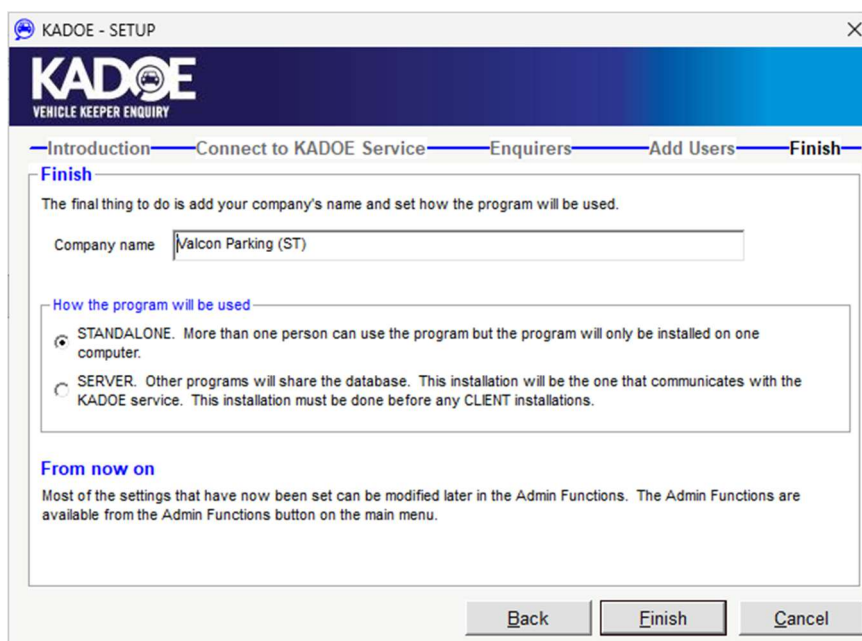 KADOE - SETUP
KADOE
VEHICLE KEEPER ENQUIRY
Introduction Connect to KADOE Service Enquirers Add Users Finish
Finish
The final thing to do is add your company's name and set how the program will be used.
Company name Valcon Parking (ST)
How the program will be used
STANDALONE. More than one person can use the program but the program will only be installed on one
computer.
SERVER. Other programs will share the database. This installation will be the one that communicates with the
KADOE service. This installation must be done before any CLIENT installations.
From now on
Most of the settings that have now been set can be modified later in the Admin Functions. The Admin Functions are
available from the Admin Functions button on the main menu.
Back Finish Cancel